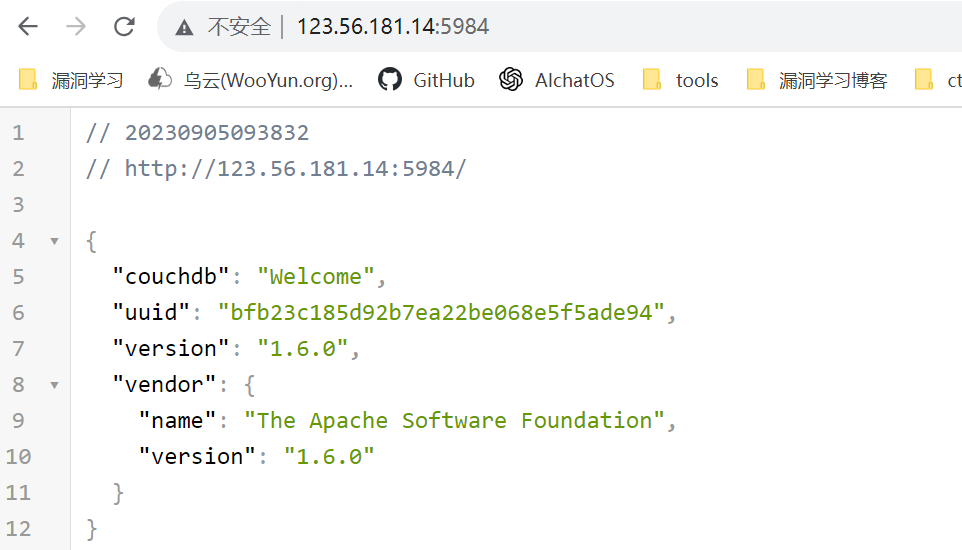 不安全 | 123.56.181.14:5984
漏洞学习 乌云(WooYun.org)... GitHub AIchatOS tools 漏洞学习博客 ct
1 // 20230905093832
2 // http://123.56.181.14:5984/
3
4 {
5 "couchdb": "Welcome",
6 "uuid": "bfb23c185d92b7ea22be068e5f5ade94",
7 "version": "1.6.0",
8 "vendor": {
9 "name": "The Apache Software Foundation",
10 "version": "1.6.0"
11 }
12 }